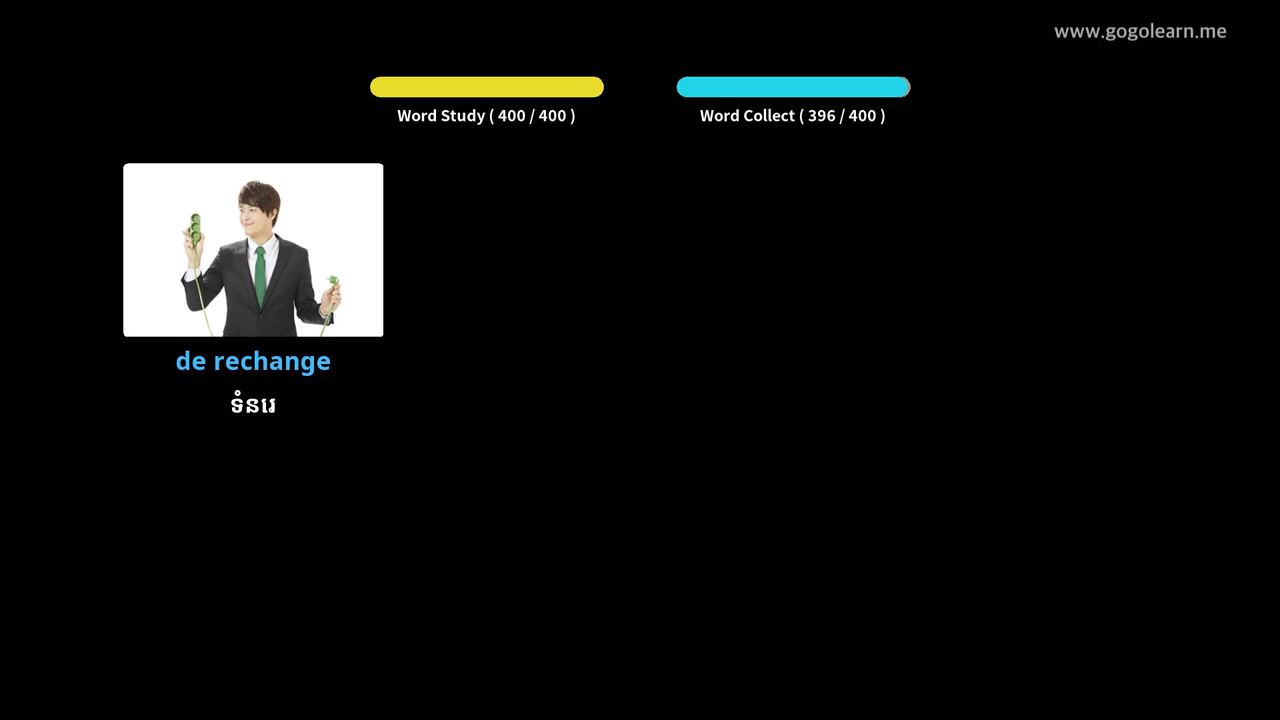 www.gogolearn.me
Word Study ( 400 / 400 )
Word Collect ( 396 / 400 )
de rechange
ទំនរេ